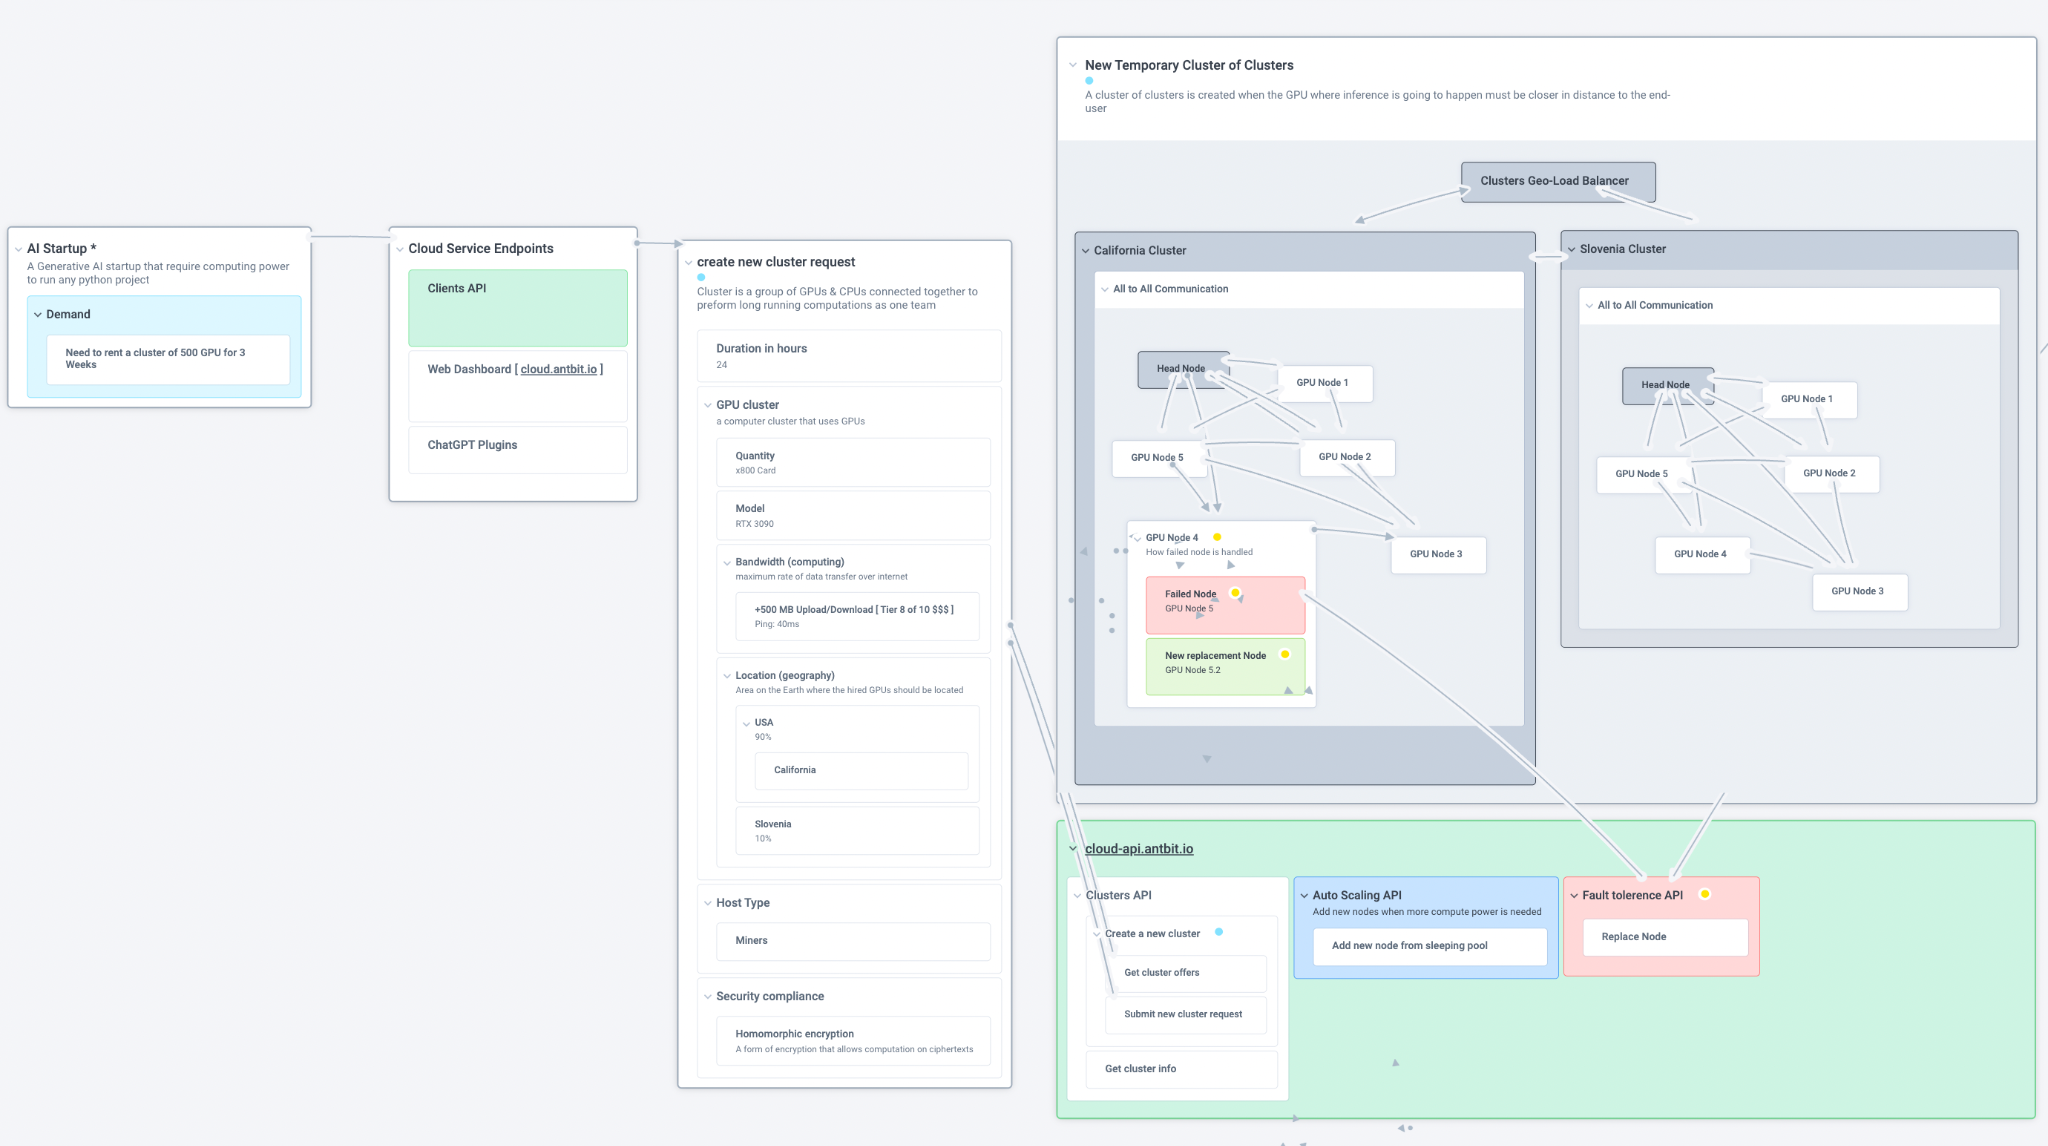 AI Startup *
A Generative AI startup that require computing power
to run any python project
Demand
Need to rent a cluster of 500 GPU for 3
Weeks
Cloud Service Endpoints
Clients API
Web Dashboard [ cloud.antbit.io ]
ChatGPT Plugins
create new cluster request
Cluster is a group of GPUs & CPUs connected together to
preform long running computations as one team
Duration in hours
24
GPU cluster
a computer cluster that uses GPUs
Quantity
x800 Card
Model
RTX 3090
Bandwidth (computing)
maximum rate of data transfer over internet
+500 MB Upload/Download [ Tier 8 of 10 $$$ ]
Ping: 40ms
Location (geography)
Area on the Earth where the hired GPUs should be located
USA
90%
California
Slovenia
10%
Host Type
Miners
Security compliance
Homomorphic encryption
A form of encryption that allows computation on ciphertexts
New Temporary Cluster of Clusters
A cluster of clusters is created when the GPU where inference is going to happen must be closer in distance to the end-
user
Clusters Geo-Load Balancer
California Cluster
All to All Communication
Head Node
GPU Node 1
GPU Node 5
GPU Node 2
GPU Node 4
How failed node is handled
Failed Node
GPU Node 5
New replacement Node
GPU Node 5.2
GPU Node 3
Slovenia Cluster
All to All Communication
Head Node
GPU Node 1
GPU Node 5
GPU Node 2
GPU Node 4
GPU Node 3
cloud-api.antbit.io
Clusters API
Create a new cluster
Get cluster offers
Submit new cluster request
Get cluster info
Auto Scaling API
Add new nodes when more compute power is needed
Add new node from sleeping pool
Fault tolerence API
Replace Node